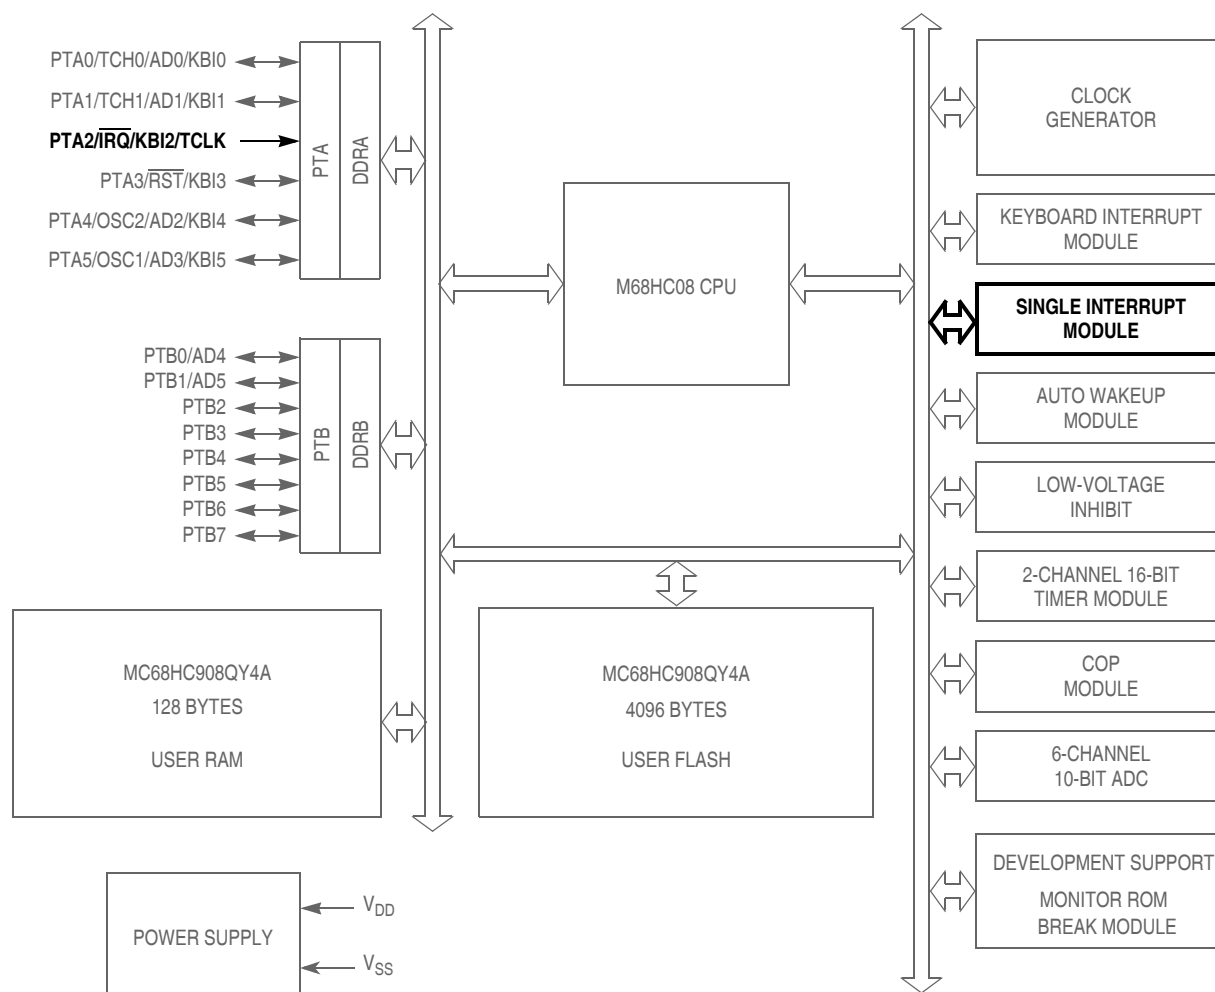 PTA0/TCH0/AD0/KBI0
PTA1/TCH1/AD1/KBI1
PTA2/I̅R̅Q̅/KBI2/TCLK
PTA3/R̅S̅T̅/KBI3
PTA4/OSC2/AD2/KBI4
PTA5/OSC1/AD3/KBI5
PTA
DDRA
PTB0/AD4
PTB1/AD5
PTB2
PTB3
PTB4
PTB5
PTB6
PTB7
PTB
DDRB
M68HC08 CPU
CLOCK
GENERATOR
KEYBOARD INTERRUPT
MODULE
SINGLE INTERRUPT
MODULE
AUTO WAKEUP
MODULE
LOW-VOLTAGE
INHIBIT
2-CHANNEL 16-BIT
TIMER MODULE
COP
MODULE
6-CHANNEL
10-BIT ADC
DEVELOPMENT SUPPORT
MONITOR ROM
BREAK MODULE
MC68HC908QY4A
128 BYTES
USER RAM
MC68HC908QY4A
4096 BYTES
USER FLASH
POWER SUPPLY
VDD
VSS